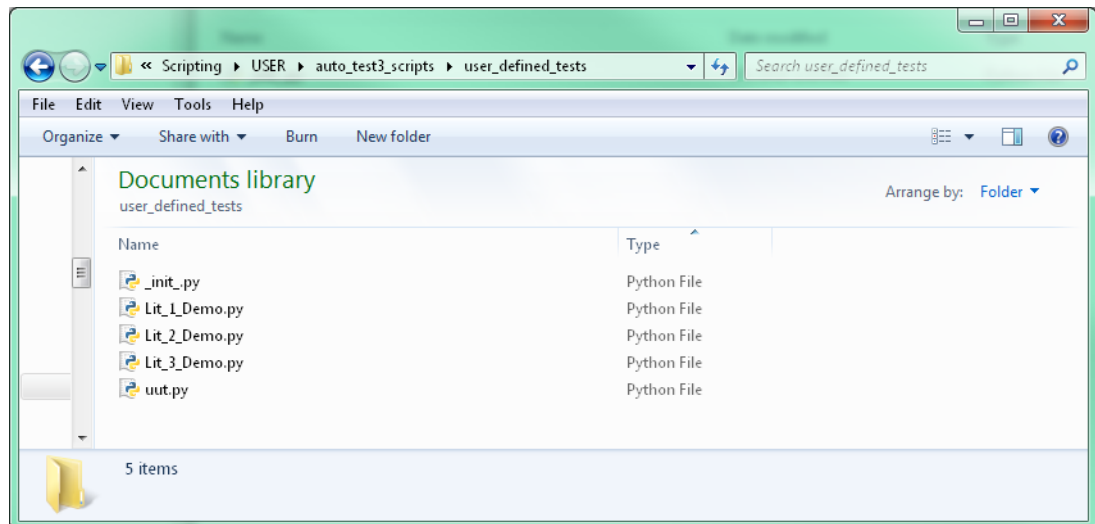 « Scripting ▸ USER ▸ auto_test3_scripts ▸ user_defined_tests Search user_defined_tests
File Edit View Tools Help
Organize Share with Burn New folder
Documents library
user_defined_tests
Arrange by: Folder
Name Type
_init_.py Python File
Lit_1_Demo.py Python File
Lit_2_Demo.py Python File
Lit_3_Demo.py Python File
uut.py Python File
5 items